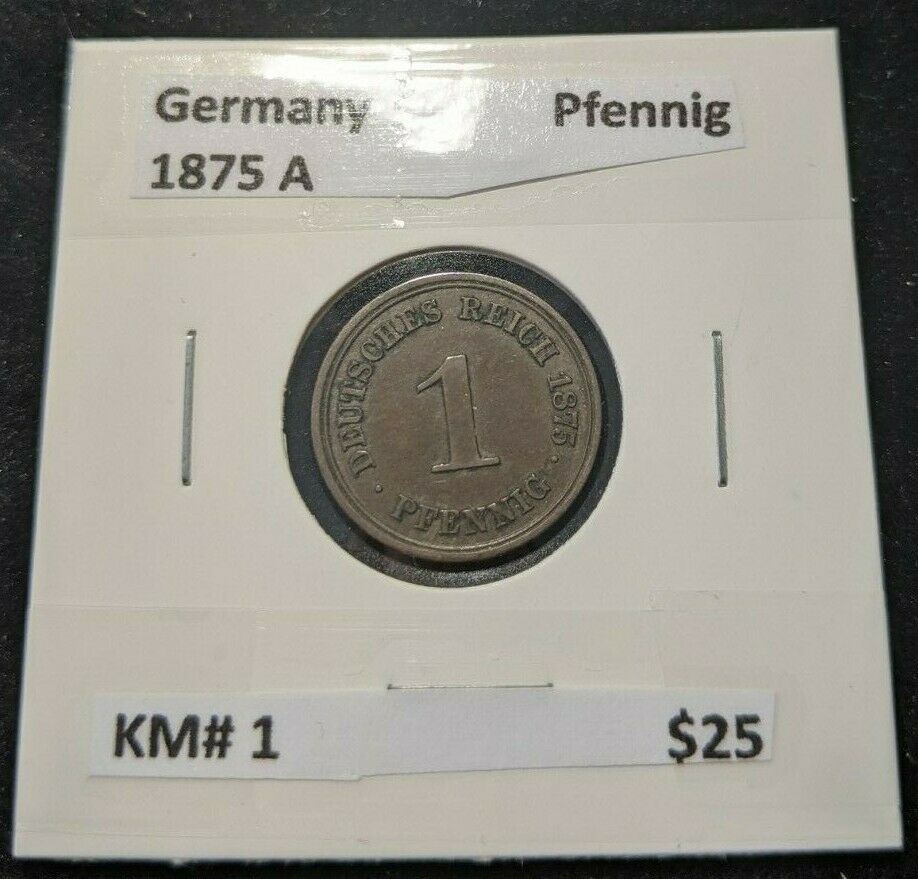 Germany Pfennig
1875 A
DEUTSCHES REICH 1875 ·
1
· PFENNIG
KM# 1 $25